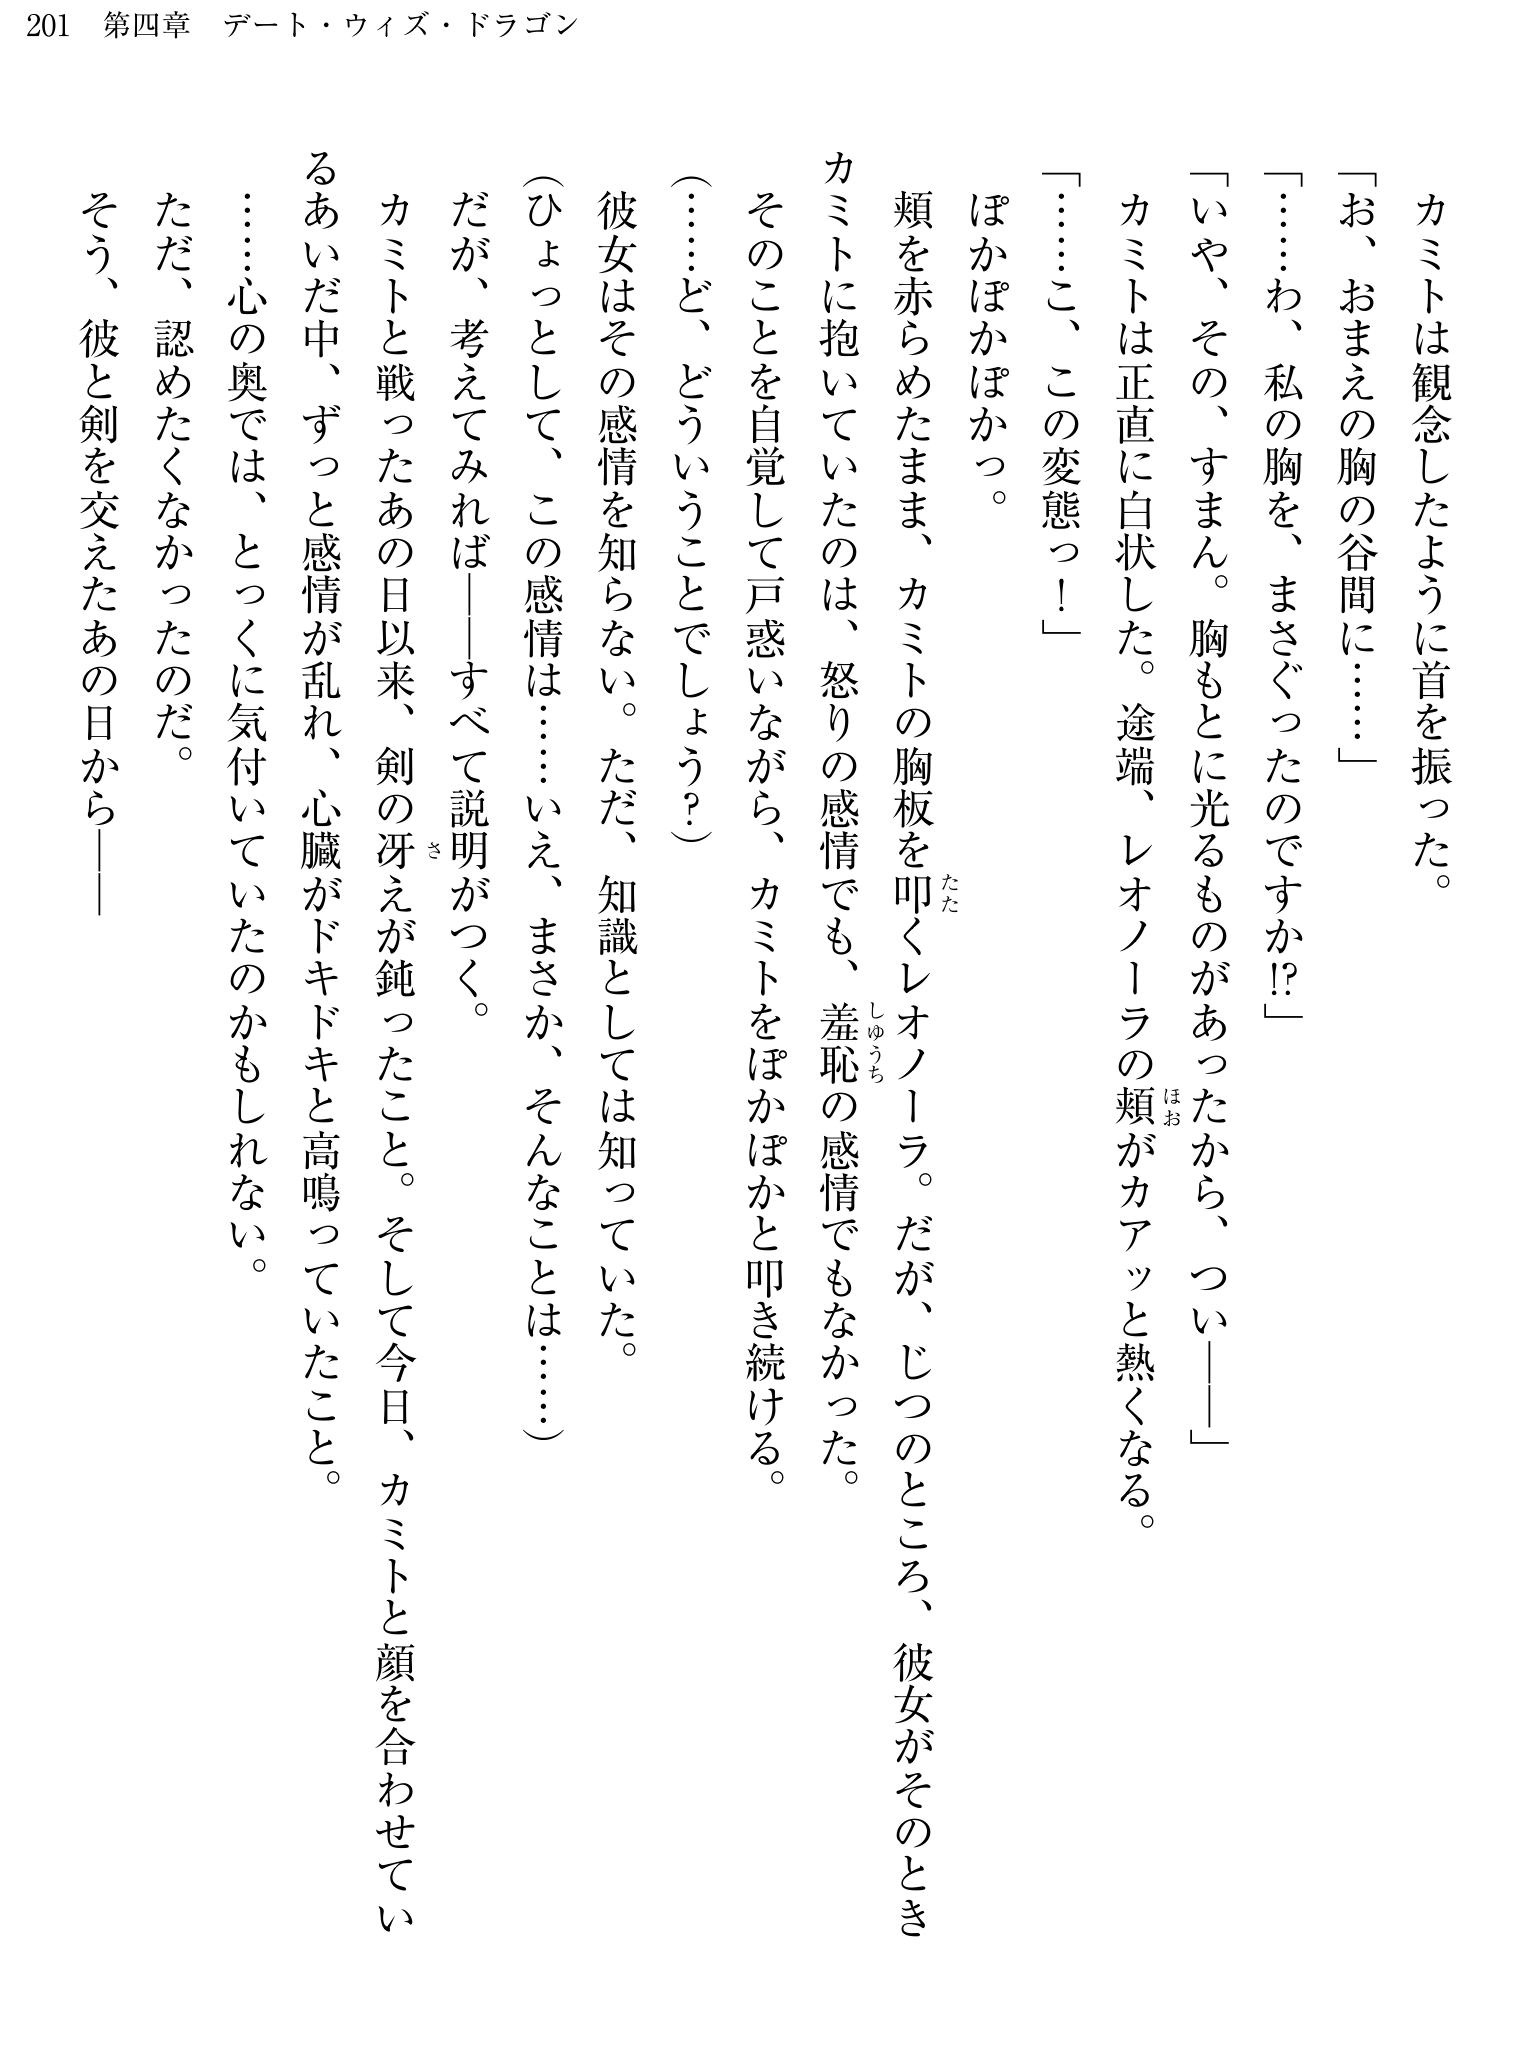 201 第四章 デート・ウィズ・ドラゴン
カミトは観念したように首を振った。
「お、おまえの胸の谷間に……」
「……わ、私の胸を、まさぐったのですか!?」
「いや、その、すまん。胸もとに光るものがあったから、つい――」
カミトは正直に白状した。途端、レオノーラの頬がカアッと熱くなる。
「……こ、この変態っ！」
ぽかぽかぽかっ。
頬を赤らめたまま、カミトの胸板を叩くレオノーラ。だが、じつのところ、彼女がそのとき
カミトに抱いていたのは、怒りの感情でも、羞恥の感情でもなかった。
そのことを自覚して戸惑いながら、カミトをぽかぽかと叩き続ける。
(……ど、どういうことでしょう？)
彼女はその感情を知らない。ただ、知識としては知っていた。
(ひょっとして、この感情は……いえ、まさか、そんなことは……)
だが、考えてみれば――すべて説明がつく。
カミトと戦ったあの日以来、剣の冴えが鈍ったこと。そして今日、カミトと顔を合わせてい
るあいだ中、ずっと感情が乱れ、心臓がドキドキと高鳴っていたこと。
……心の奥では、とっくに気付いていたのかもしれない。
ただ、認めたくなかったのだ。
そう、彼と剣を交えたあの日から――
ほお
たた
しゆうち
さ